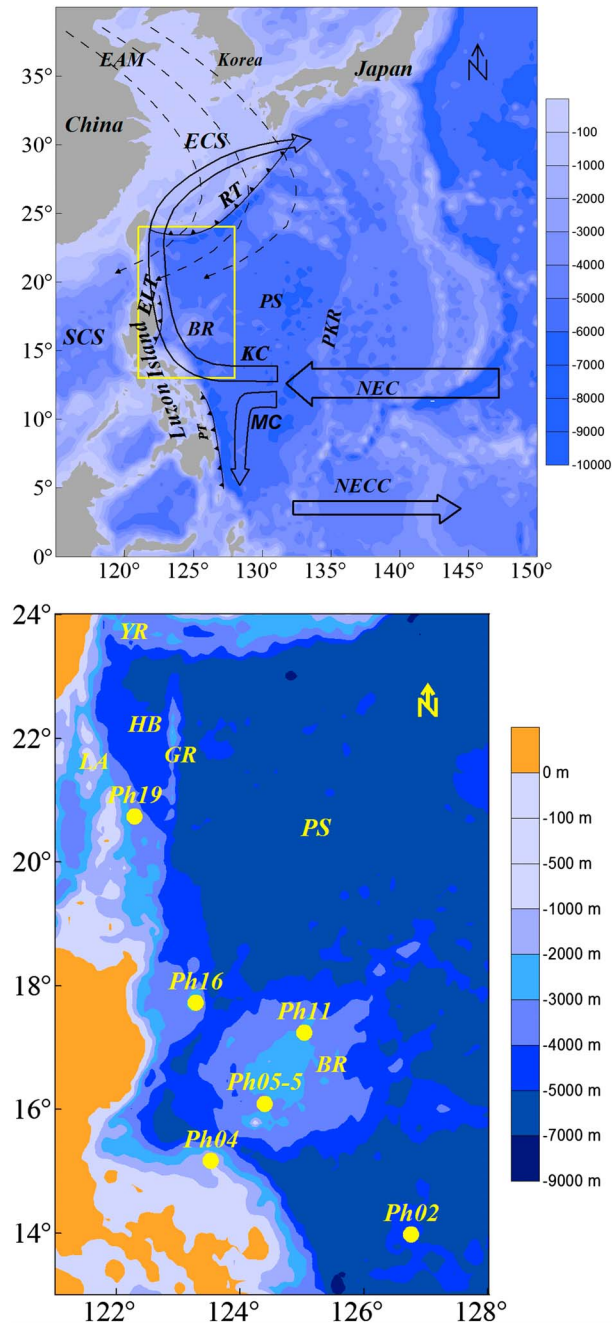 EAM
Korea
Japan
N
China
ECS
RT
ELT
PS
PKR
SCS
BR
KC
Luzon Island
NEC
PT
MC
NECC
35°
30°
25°
20°
15°
10°
5°
0°
120° 125° 130° 135° 140° 145° 150°
-100
-1000
-2000
-3000
-4000
-5000
-6000
-7000
-8000
-9000
-10000
24°
22°
20°
18°
16°
14°
YR
HB
N
GR
LA
Ph19
PS
Ph16
Ph11
BR
Ph05-5
Ph04
Ph02
122° 124° 126° 128°
0 m
-100 m
-500 m
-1000 m
-2000 m
-3000 m
-4000 m
-5000 m
-7000 m
-9000 m